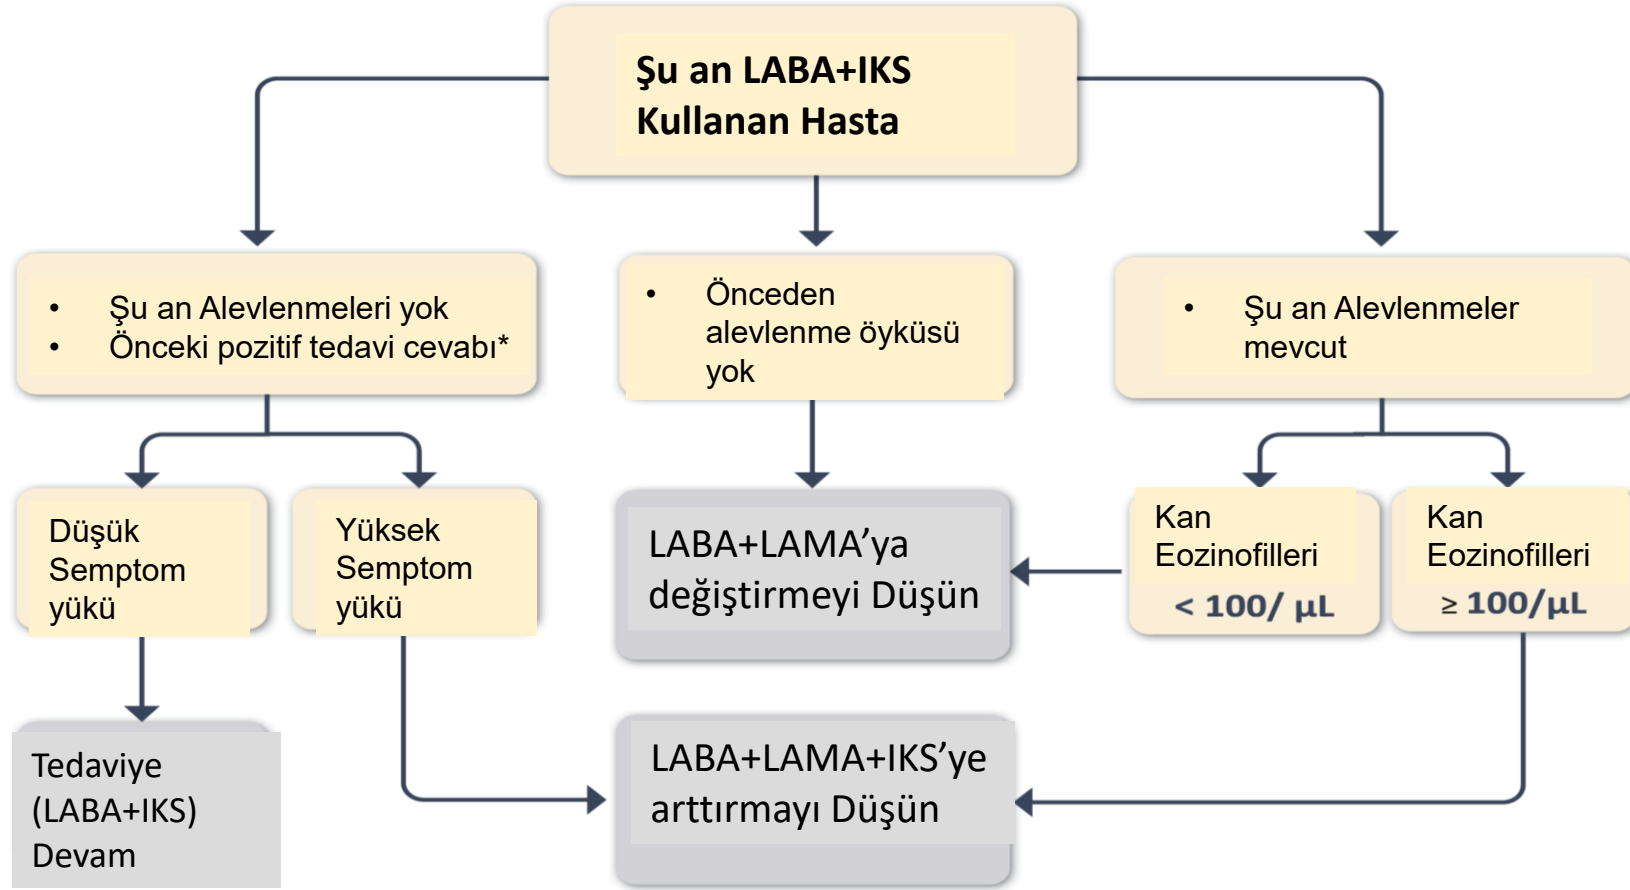 Şu an LABA+IKS
Kullanan Hasta
• Şu an Alevlenmeleri yok
• Önceki pozitif tedavi cevabı*
• Önceden
alevlenme öyküsü
yok
• Şu an Alevlenmeler
mevcut
Düşük
Semptom
yükü
Yüksek
Semptom
yükü
LABA+LAMA’ya
değiştirmeyi Düşün
Kan
Eozinofilleri
< 100/ µL
Kan
Eozinofilleri
≥ 100/µL
Tedaviye
(LABA+IKS)
Devam
LABA+LAMA+IKS’ye
arttırmayı Düşün